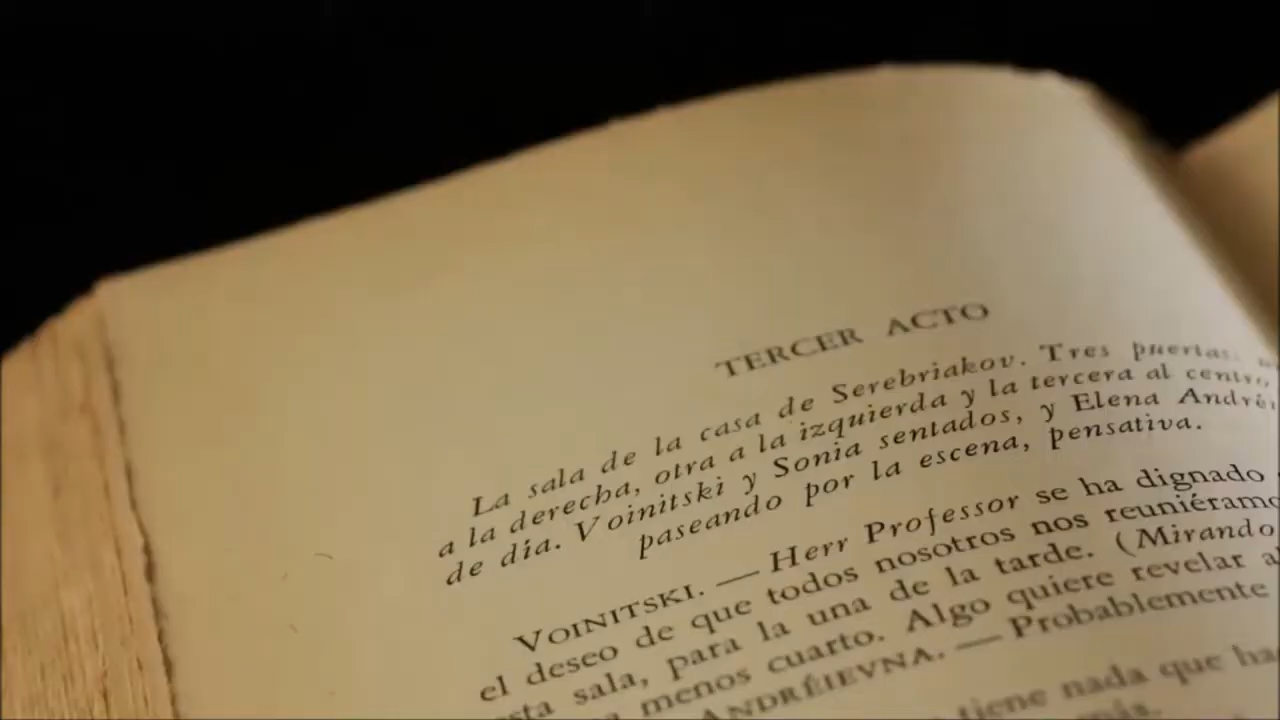 TERCER ACTO
La sala de la casa de Serebriakov. Tres puertas:
a la derecha, otra a la izquierda y la tercera al centro.
de día. Voinitski y Sonia sentados, y Elena
paseando por la escena, pensativa.
VOINITSKI. — Herr Professor se ha dignado
el deseo de que todos nosotros nos
sala, para la una de la tarde. (Mirando
menos cuarto. Algo quiere revelar
ANDRÉIEVNA. — Probablemente
tiene nada que